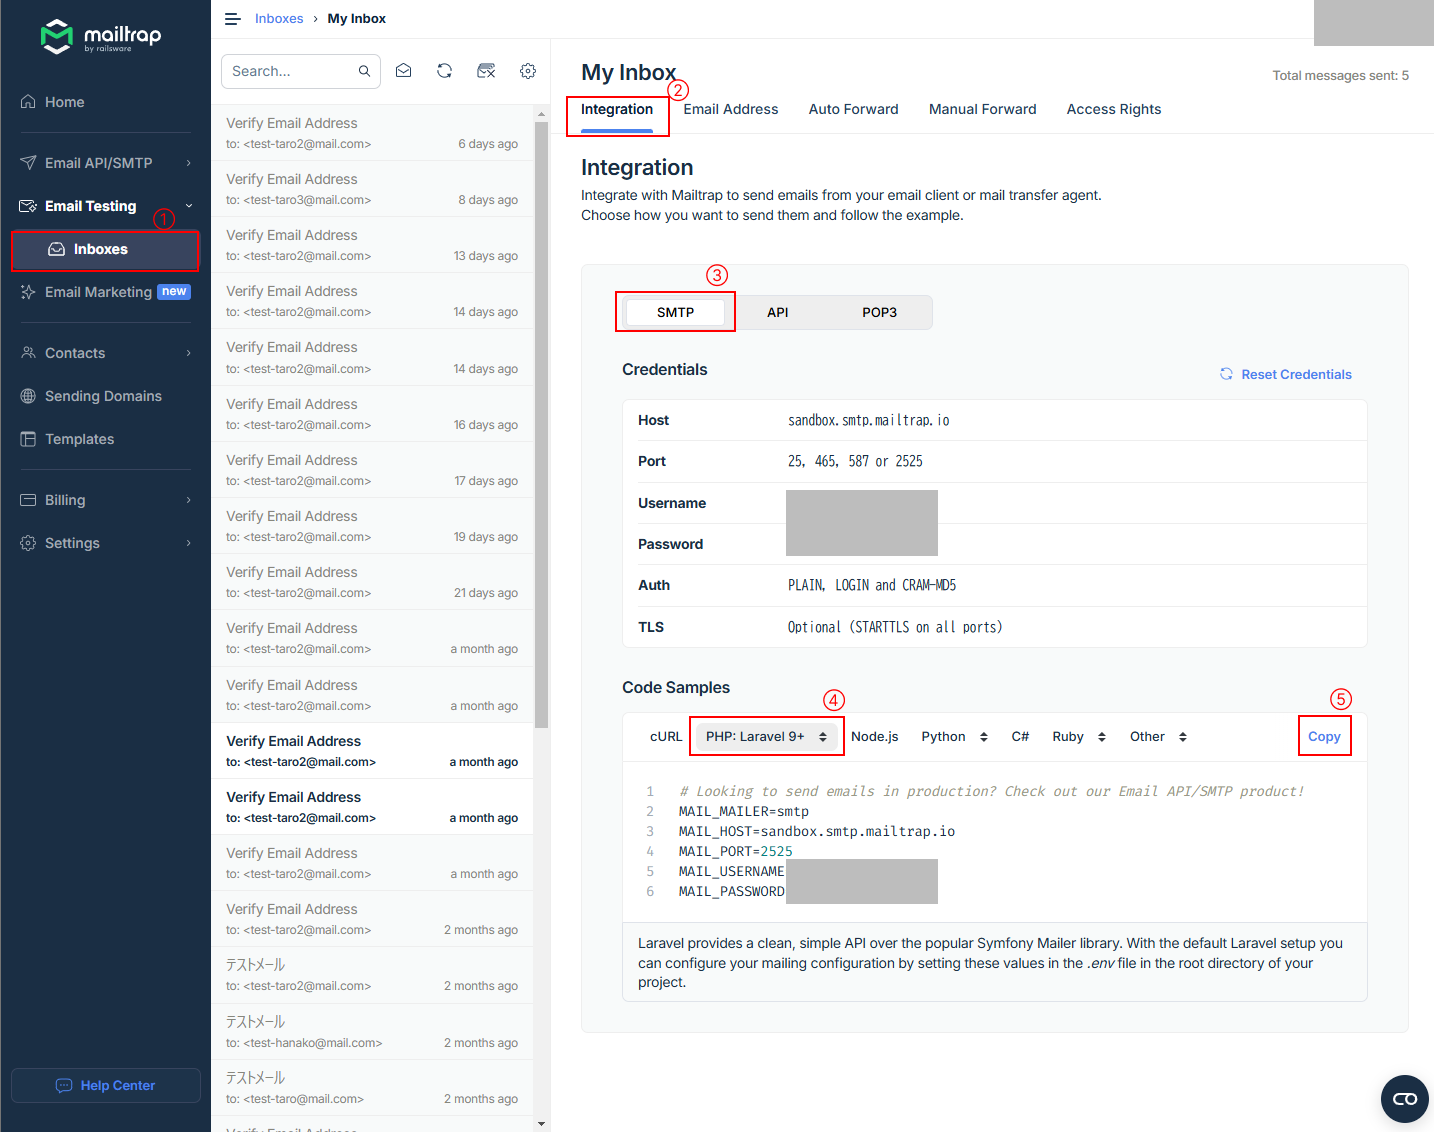 mailtrap
by railsware
Home
Email API/SMTP
Email Testing
①
Inboxes
Email Marketing new
Contacts
Sending Domains
Templates
Billing
Settings
Help Center
Inboxes › My Inbox
Search...
Verify Email Address
to: <test-taro2@mail.com> 6 days ago
Verify Email Address
to: <test-taro3@mail.com> 8 days ago
Verify Email Address
to: <test-taro2@mail.com> 13 days ago
Verify Email Address
to: <test-taro2@mail.com> 14 days ago
Verify Email Address
to: <test-taro2@mail.com> 14 days ago
Verify Email Address
to: <test-taro2@mail.com> 16 days ago
Verify Email Address
to: <test-taro2@mail.com> 17 days ago
Verify Email Address
to: <test-taro2@mail.com> 19 days ago
Verify Email Address
to: <test-taro2@mail.com> 21 days ago
Verify Email Address
to: <test-taro2@mail.com> a month ago
Verify Email Address
to: <test-taro2@mail.com> a month ago
Verify Email Address
to: <test-taro2@mail.com> a month ago
Verify Email Address
to: <test-taro2@mail.com> a month ago
Verify Email Address
to: <test-taro2@mail.com> a month ago
Verify Email Address
to: <test-taro2@mail.com> 2 months ago
テストメール
to: <test-taro2@mail.com> 2 months ago
テストメール
to: <test-hanako@mail.com> 2 months ago
テストメール
to: <test-taro@mail.com> 2 months ago
My Inbox
Total messages sent: 5
②
Integration Email Address Auto Forward Manual Forward Access Rights
Integration
Integrate with Mailtrap to send emails from your email client or mail transfer agent.
Choose how you want to send them and follow the example.
③
SMTP API POP3
Credentials Reset Credentials
Host sandbox.smtp.mailtrap.io
Port 25, 465, 587 or 2525
Username
Password
Auth PLAIN, LOGIN and CRAM-MD5
TLS Optional (STARTTLS on all ports)
Code Samples
④ ⑤
cURL PHP: Laravel 9+ Node.js Python C# Ruby Other Copy
1 # Looking to send emails in production? Check out our Email API/SMTP product!
2 MAIL_MAILER=smtp
3 MAIL_HOST=sandbox.smtp.mailtrap.io
4 MAIL_PORT=2525
5 MAIL_USERNAME
6 MAIL_PASSWORD
Laravel provides a clean, simple API over the popular Symfony Mailer library. With the default Laravel setup you
can configure your mailing configuration by setting these values in the .env file in the root directory of your
project.